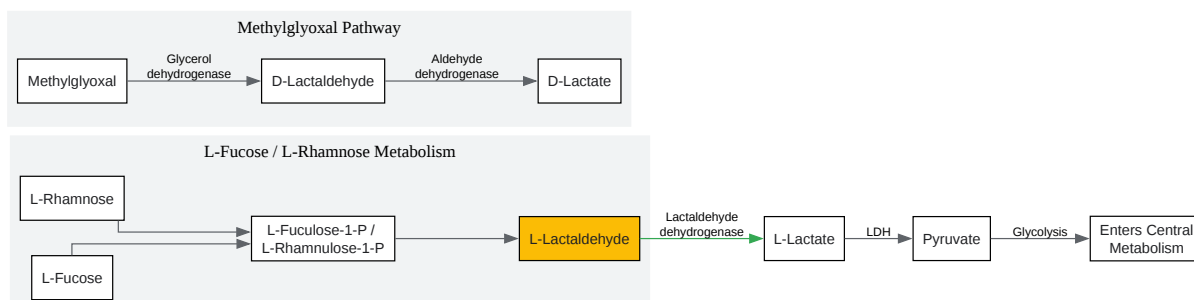 Methylglyoxal Pathway
Glycerol
dehydrogenase
Aldehyde
dehydrogenase
Methylglyoxal
D-Lactaldehyde
D-Lactate
L-Fucose / L-Rhamnose Metabolism
L-Rhamnose
L-Fucose
L-Fuculose-1-P /
L-Rhamnulose-1-P
L-Lactaldehyde
Lactaldehyde
dehydrogenase
L-Lactate
LDH
Pyruvate
Glycolysis
Enters Central
Metabolism